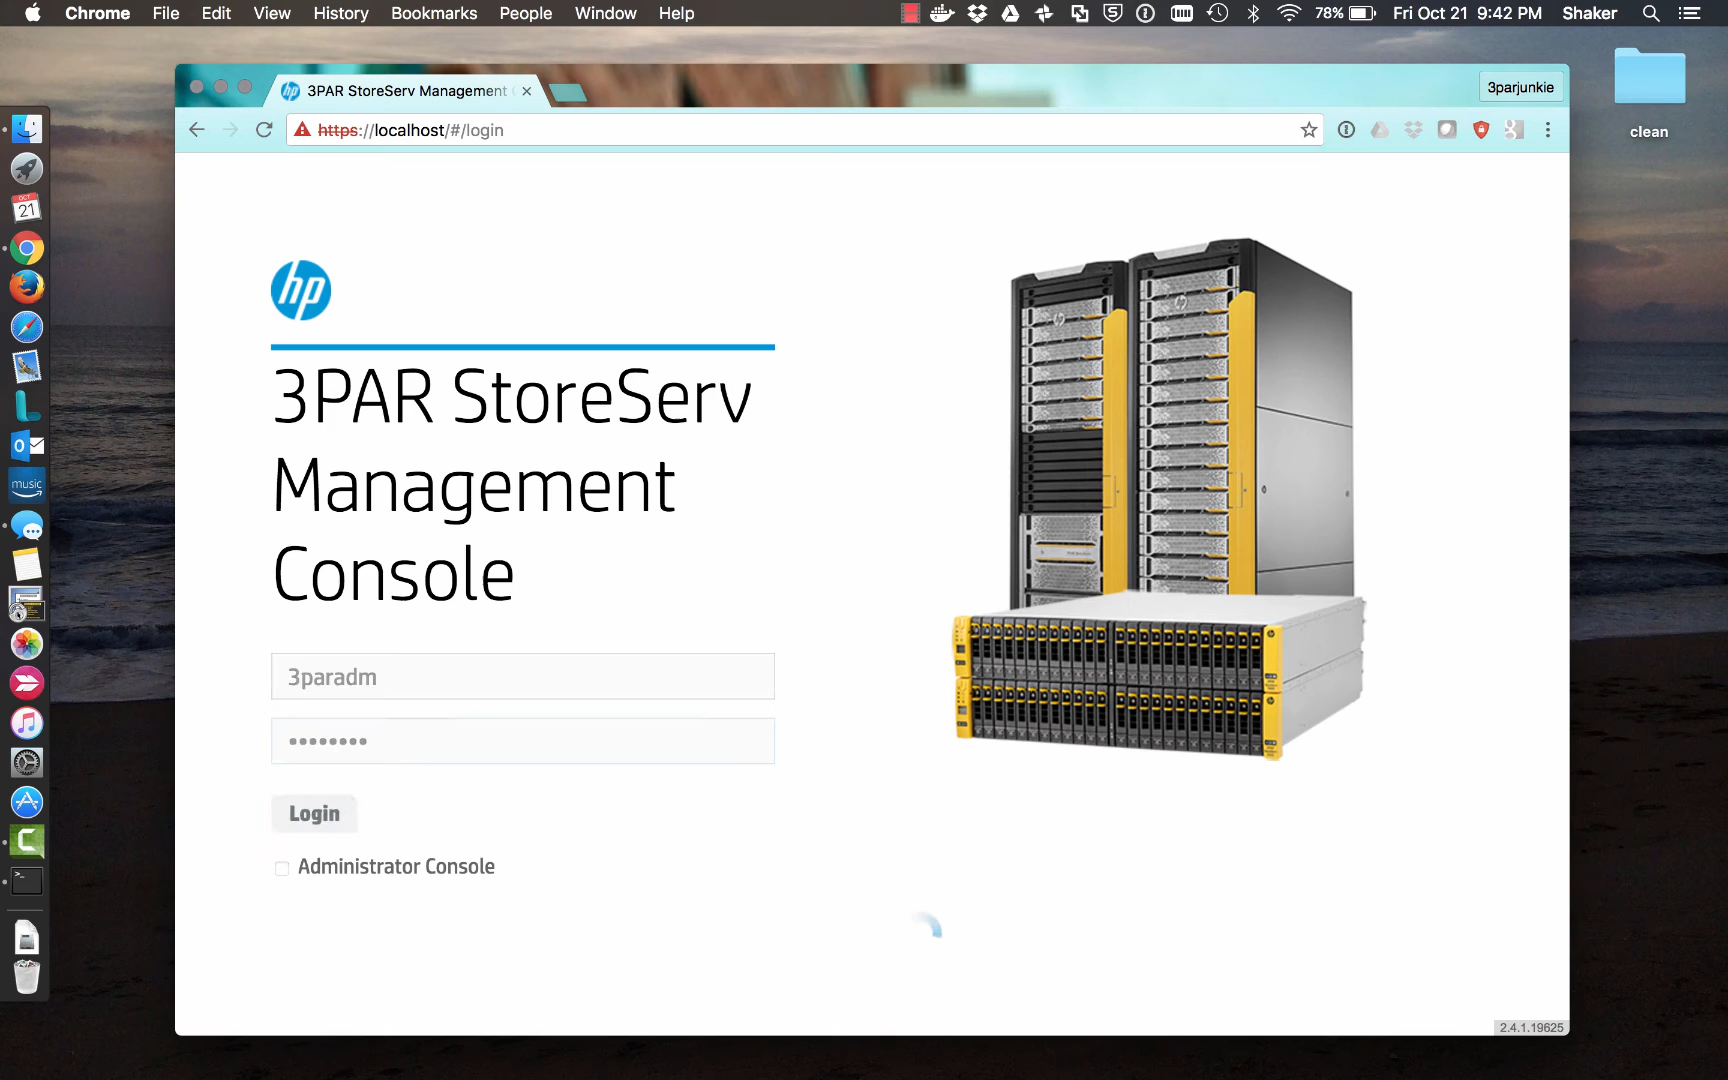 Chrome File Edit View History Bookmarks People Window Help 78% Fri Oct 21 9:42 PM Shaker
3PAR StoreServ Management
3parjunkie
https://localhost/#/login
clean
OCT
21
music
hp
3PAR StoreServ
Management
Console
3paradm
••••••••
Login
Administrator Console
2.4.1.19625